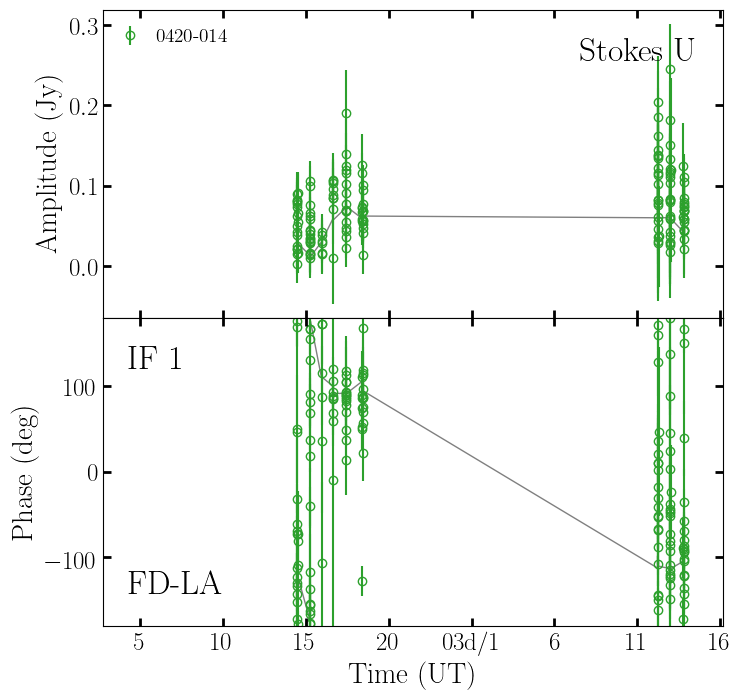 0.3
0420-014
Stokes U
0.2
Amplitude (Jy)
0.1
0.0
IF 1
100
Phase (deg)
0
−100
FD-LA
5 10 15 20 03d/1 6 11 16
Time (UT)